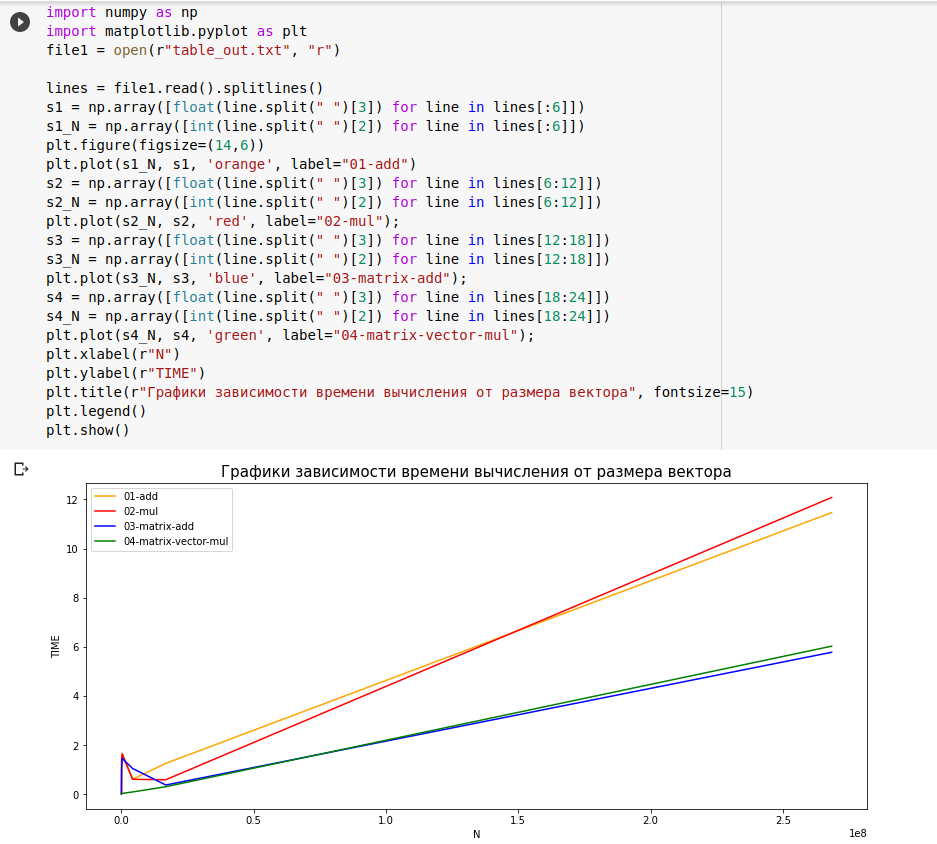 import numpy as np
import matplotlib.pyplot as plt
file1 = open(r"table_out.txt", "r")
lines = file1.read().splitlines()
s1 = np.array([float(line.split(" ")[3]) for line in lines[:6]])
s1_N = np.array([int(line.split(" ")[2]) for line in lines[:6]])
plt.figure(figsize=(14,6))
plt.plot(s1_N, s1, 'orange', label="01-add")
s2 = np.array([float(line.split(" ")[3]) for line in lines[6:12]])
s2_N = np.array([int(line.split(" ")[2]) for line in lines[6:12]])
plt.plot(s2_N, s2, 'red', label="02-mul");
s3 = np.array([float(line.split(" ")[3]) for line in lines[12:18]])
s3_N = np.array([int(line.split(" ")[2]) for line in lines[12:18]])
plt.plot(s3_N, s3, 'blue', label="03-matrix-add");
s4 = np.array([float(line.split(" ")[3]) for line in lines[18:24]])
s4_N = np.array([int(line.split(" ")[2]) for line in lines[18:24]])
plt.plot(s4_N, s4, 'green', label="04-matrix-vector-mul");
plt.xlabel(r"N")
plt.ylabel(r"TIME")
plt.title(r"Графики зависимости времени вычисления от размера вектора", fontsize=15)
plt.legend()
plt.show()
Графики зависимости времени вычисления от размера вектора
01-add
02-mul
03-matrix-add
04-matrix-vector-mul
12
10
8
6
4
2
0
TIME
0.0 0.5 1.0 1.5 2.0 2.5
1e8
N